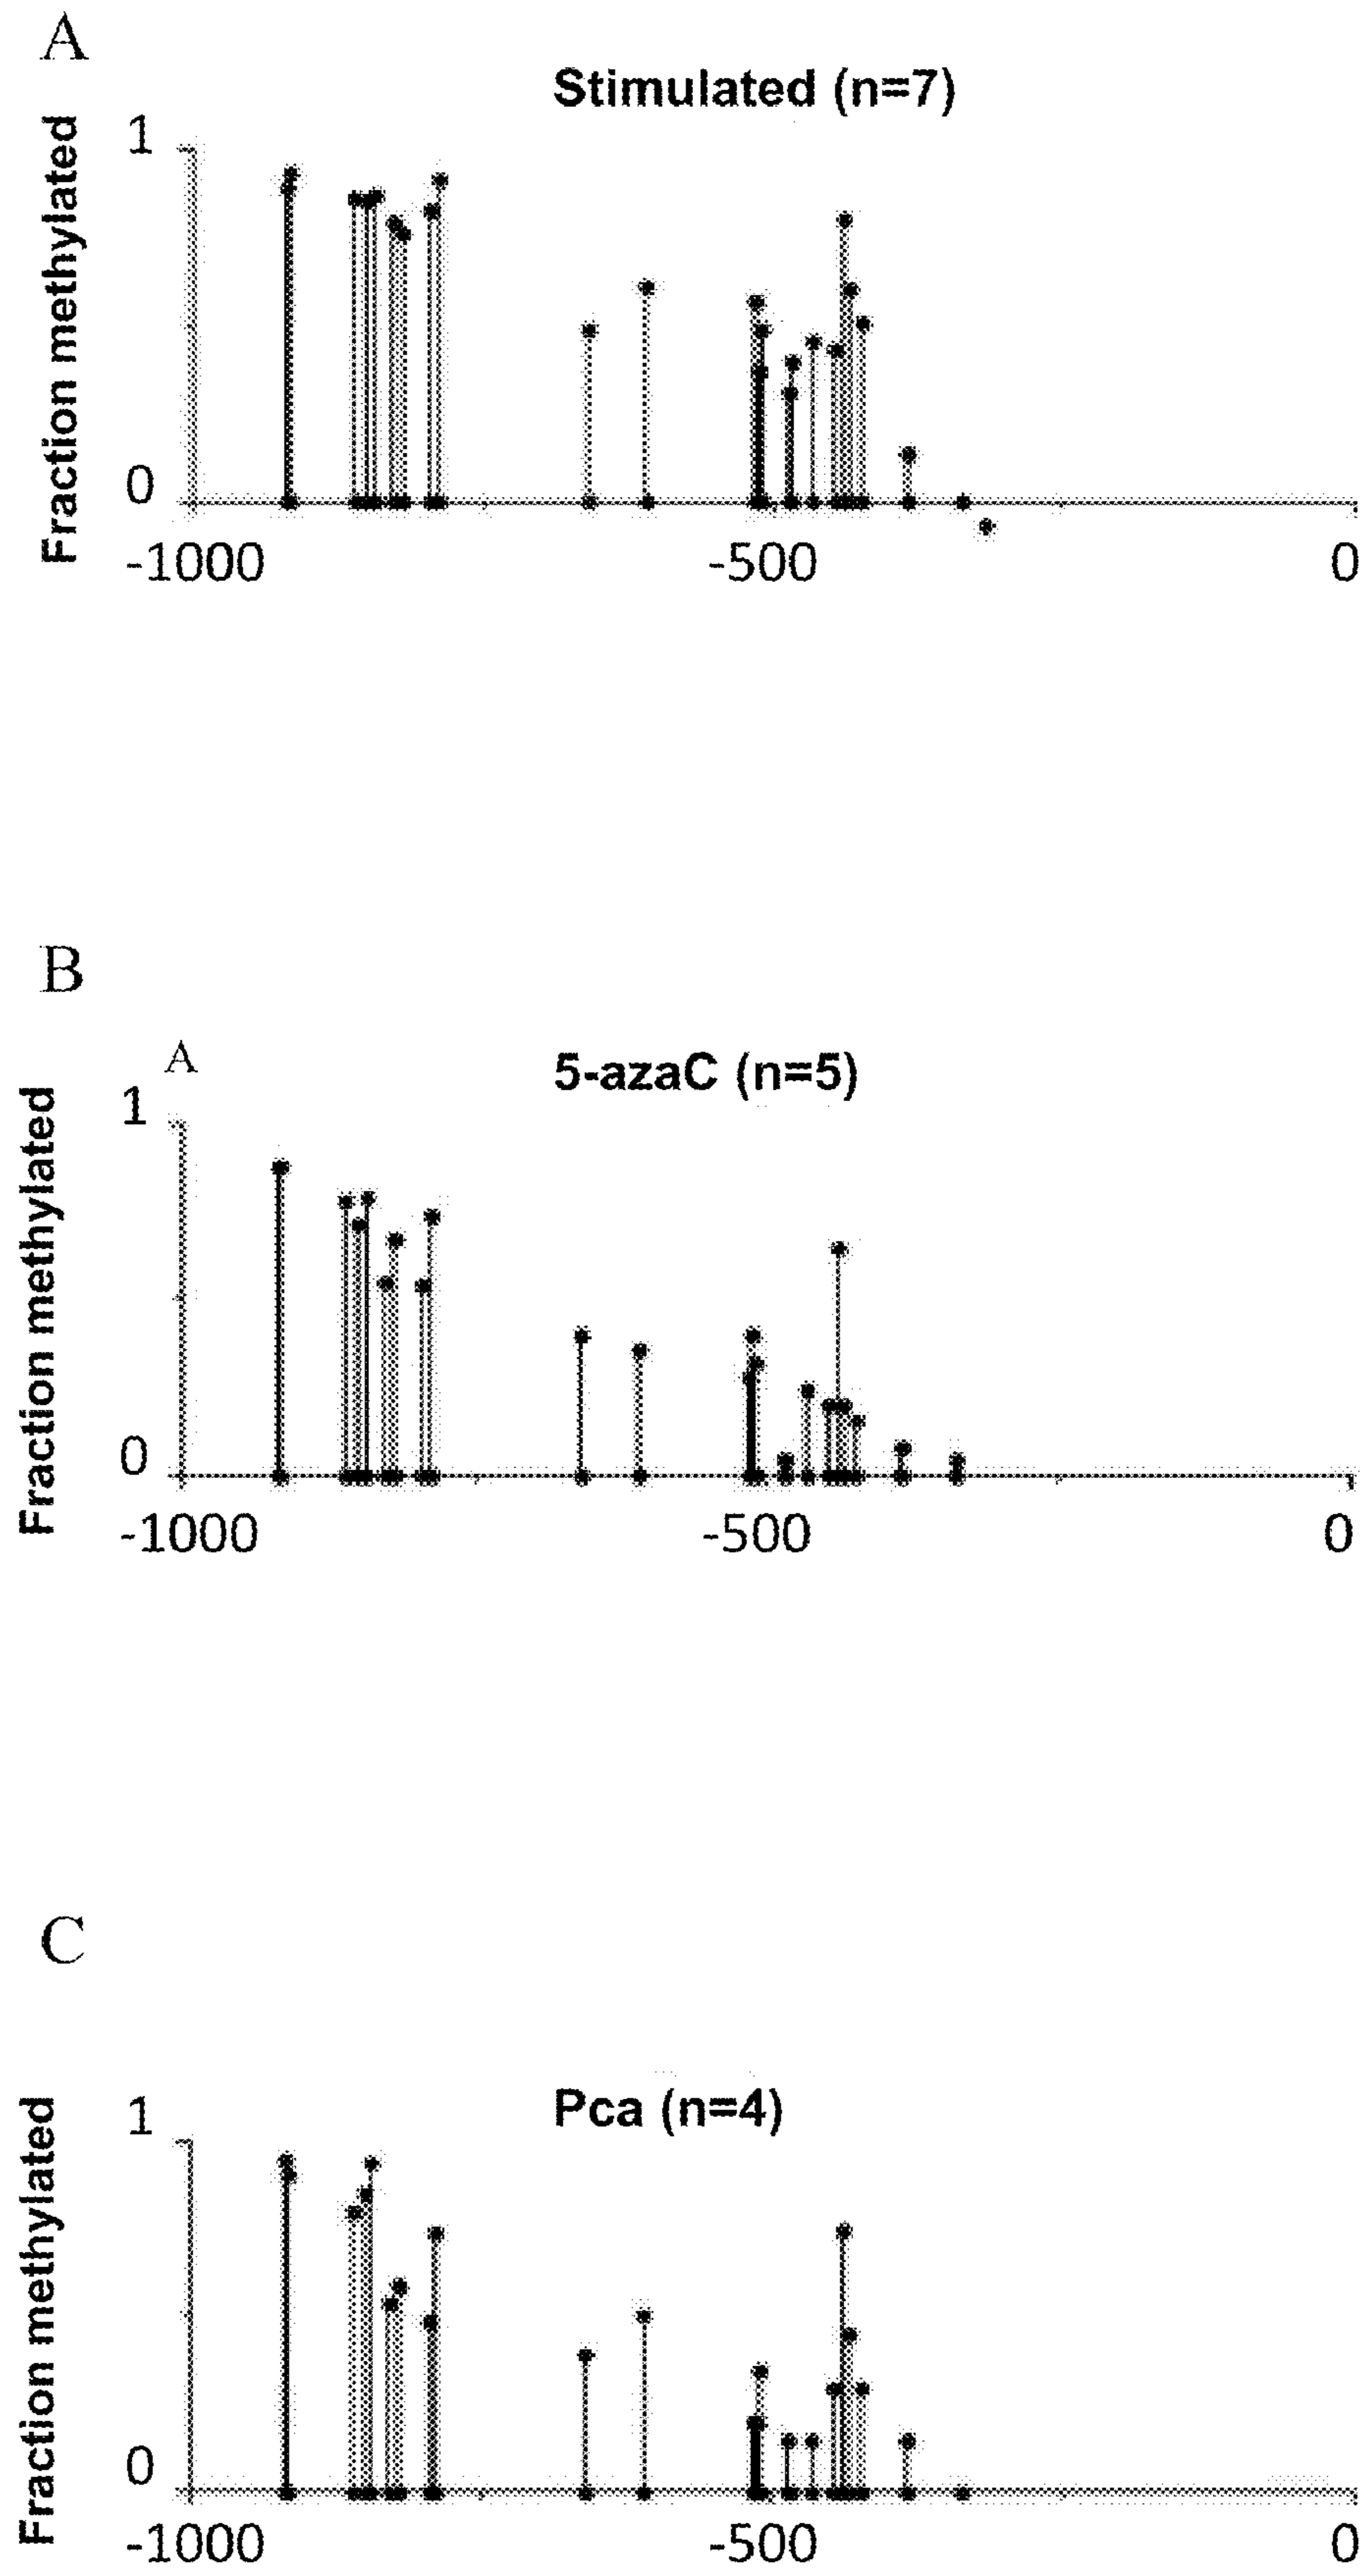 A
Stimulated (n=7)
Fraction methylated
1
0
-1000
-500
0
B
A
5-azaC (n=5)
Fraction methylated
1
0
-1000
-500
0
C
Pca (n=4)
Fraction methylated
1
0
-1000
-500
0